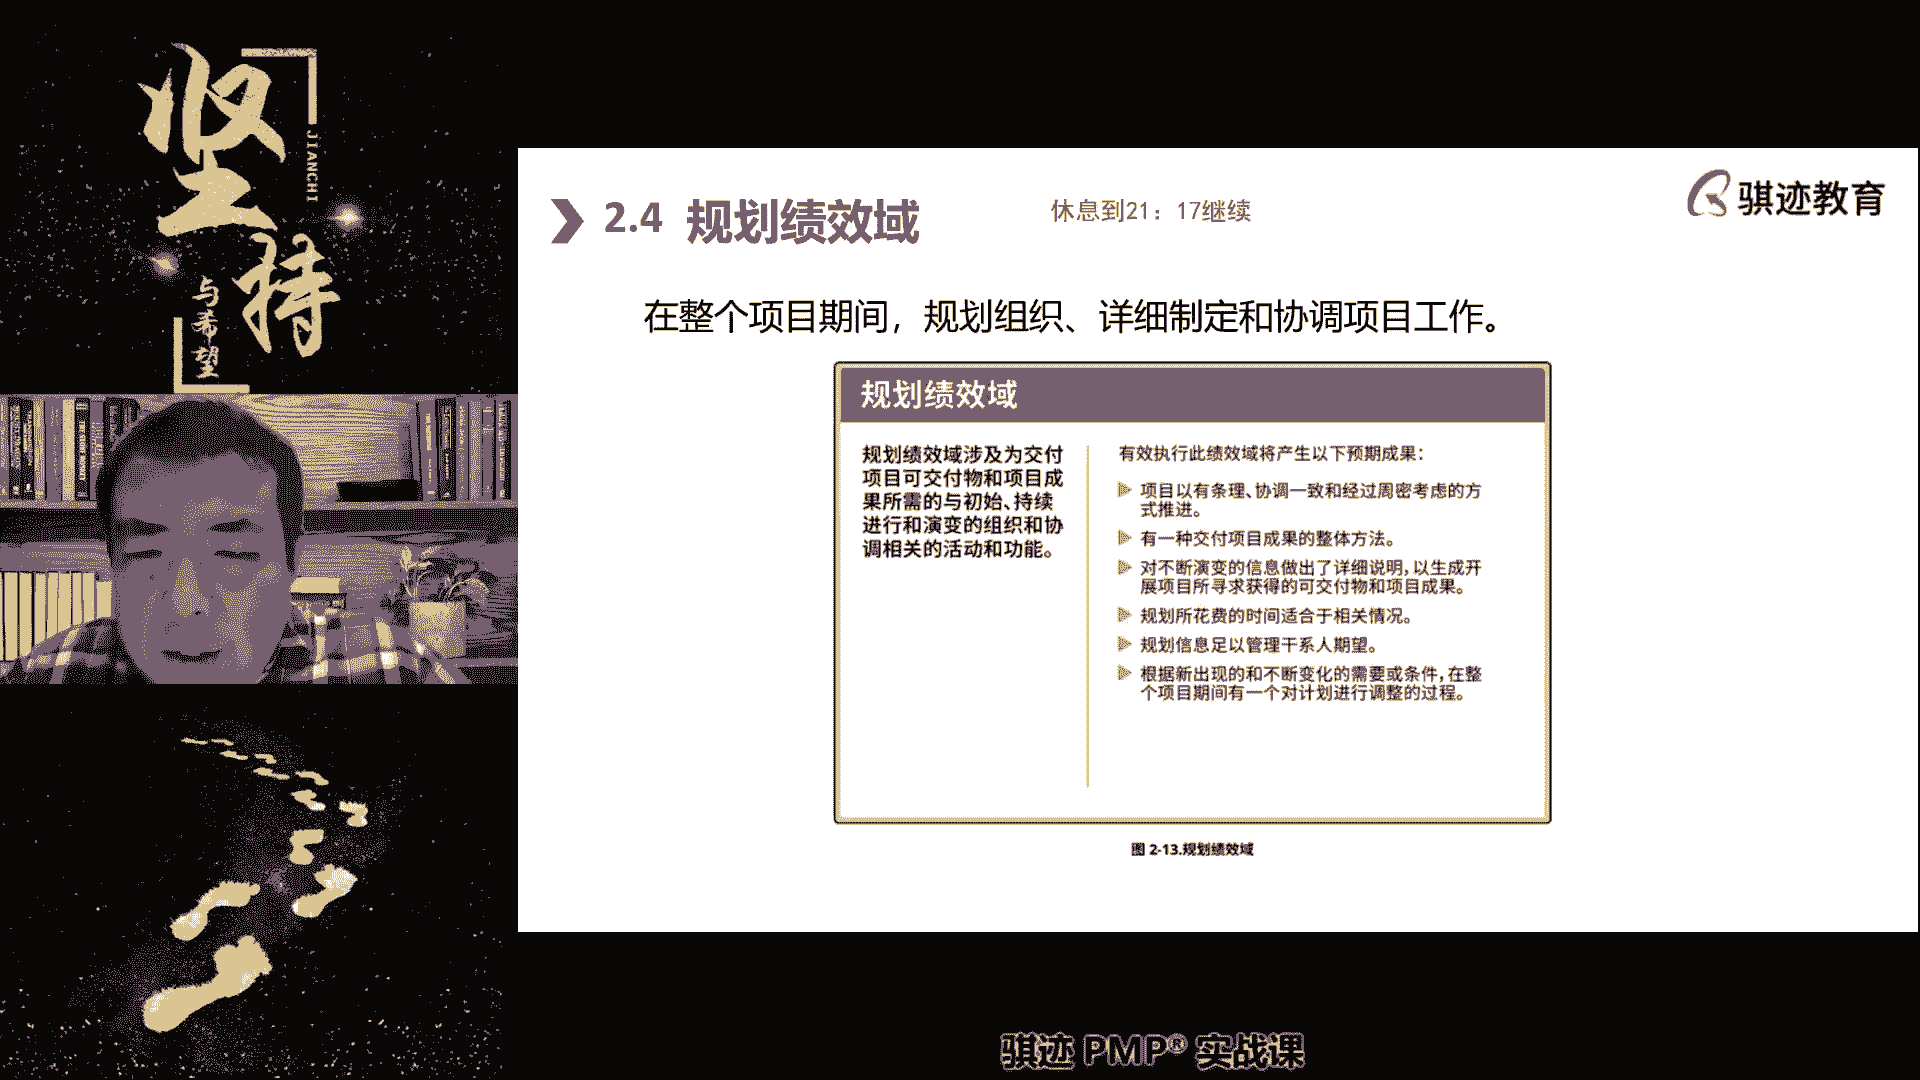 坚持
JIANCHI
与希望
2.4 规划绩效域
休息到21：17继续
骐迹教育
在整个项目期间，规划组织、详细制定和协调项目工作。
规划绩效域
规划绩效域涉及为交付
项目可交付物和项目成
果所需的与初始、持续
进行和演变的组织和协
调相关的活动和功能。
有效执行此绩效域将产生以下预期成果：
项目以有条理、协调一致和经过周密考虑的方
式推进。
有一种交付项目成果的整体方法。
对不断演变的信息做出了详细说明，以生成开
展项目所寻求获得的可交付物和项目成果。
规划所花费的时间适合于相关情况。
规划信息足以管理干系人期望。
根据新出现的和不断变化的需要或条件，在整
个项目期间有一个对计划进行调整的过程。
图 2-13.规划绩效域
骐迹 PMP® 实战课